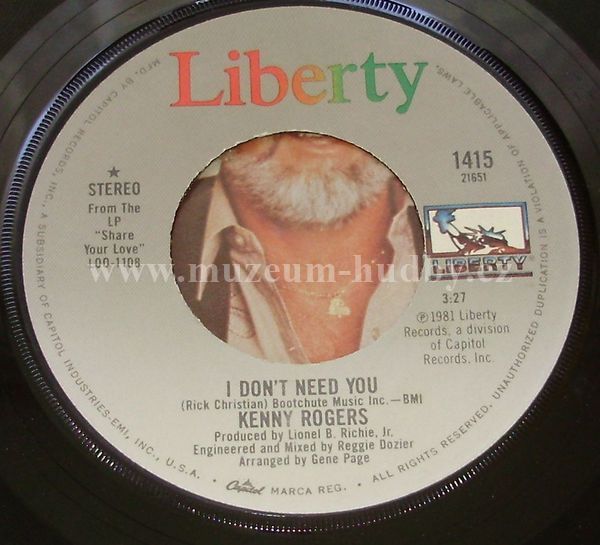 Liberty
MFD. BY CAPITOL RECORDS, INC., A SUBSIDIARY OF CAPITOL INDUSTRIES-EMI, INC., U.S.A.
Capitol MARCA REG. • ALL RIGHTS RESERVED. UNAUTHORIZED DUPLICATION IS A VIOLATION OF APPLICABLE LAWS.
★
STEREO
From The
LP
"Share
Your Love"
LOO-1108
1415
21651
LIBERTY
3:27
℗1981 Liberty
Records, a division
of Capitol
Records, Inc.
www.muzeum-hudby.cz
I DON'T NEED YOU
(Rick Christian) Bootchute Music Inc.—BMI
KENNY ROGERS
Produced by Lionel B. Richie, Jr.
Engineered and Mixed by Reggie Dozier
Arranged by Gene Page